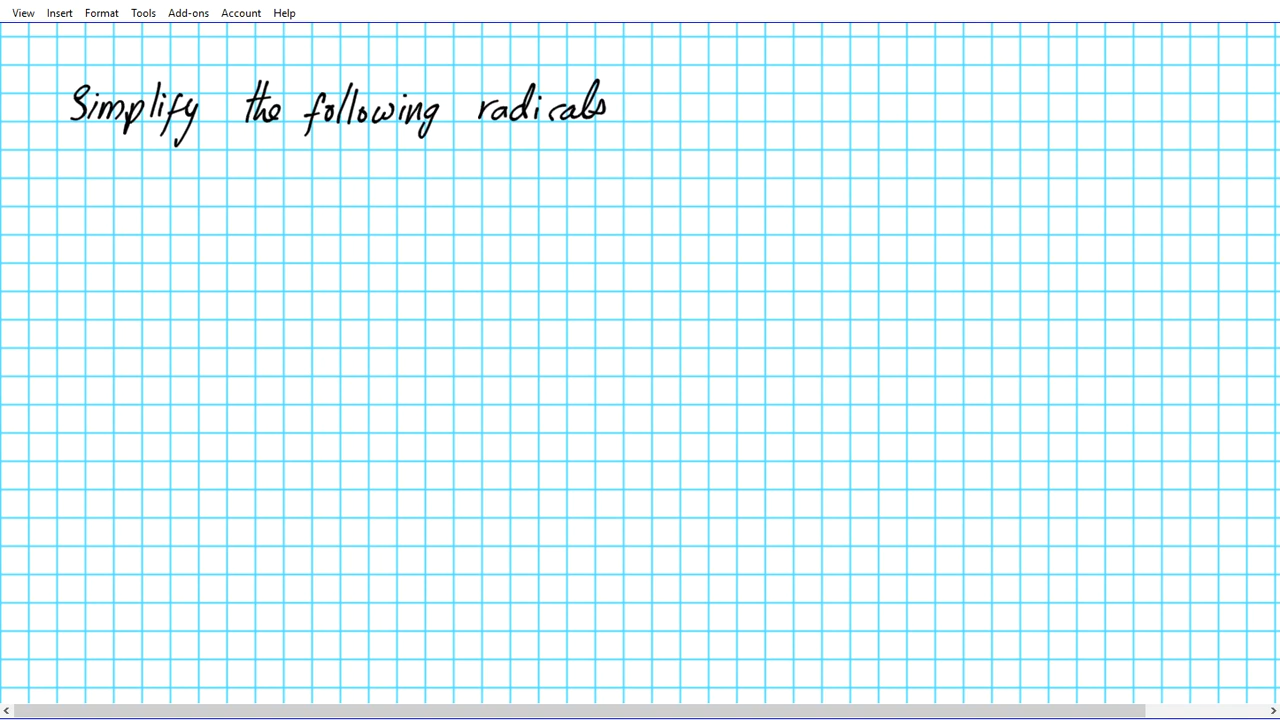 View Insert Format Tools Add-ons Account Help
Simplify the following radicals